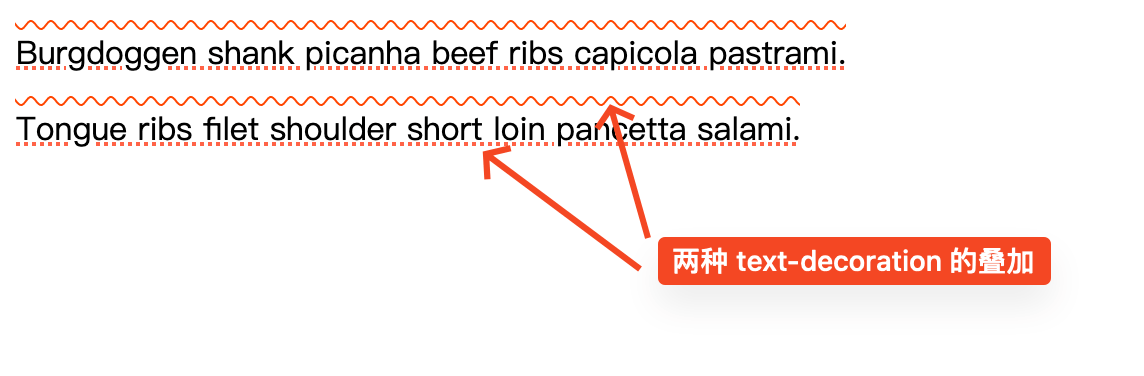 Burgdoggen shank picanha beef ribs capicola pastrami.
Tongue ribs filet shoulder short loin pancetta salami.
两种 text-decoration 的叠加